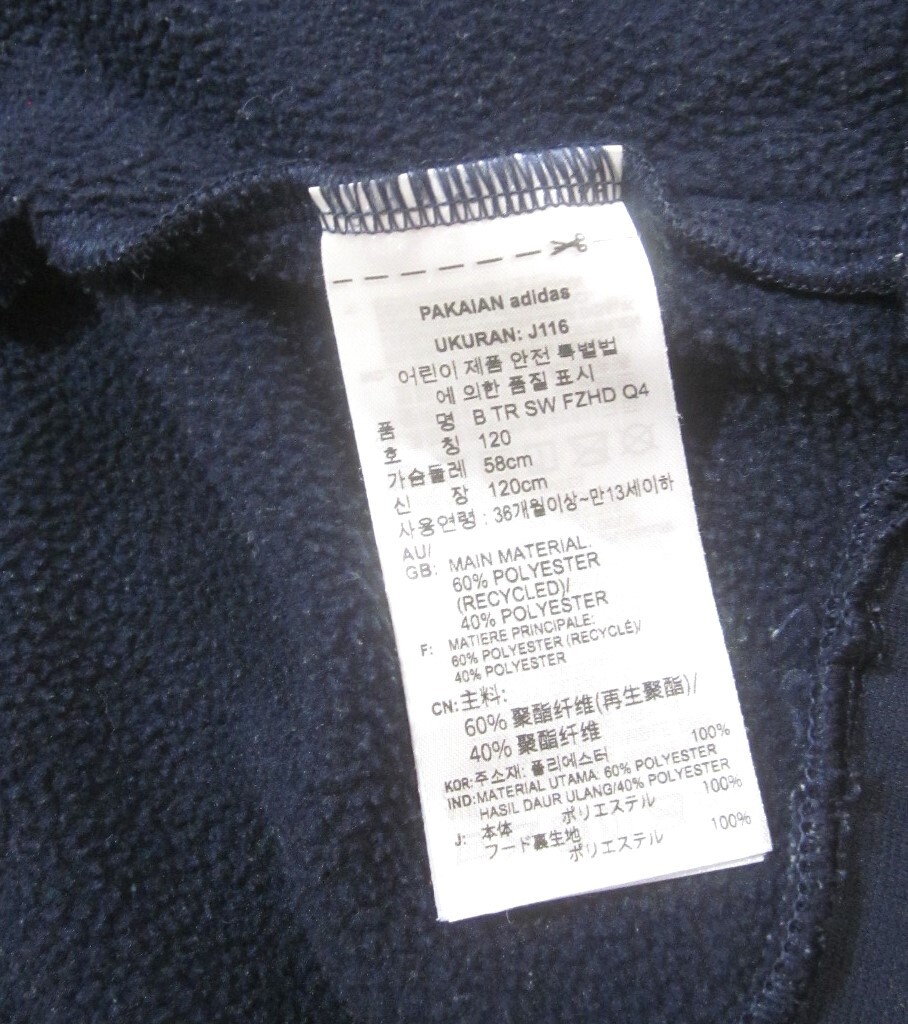 PAKAIAN adidas
UKURAN: J116
어린이 제품 안전 특별법
에 의한 품질 표시
품 명 B TR SW FZHD Q4
호 칭 120
가슴둘레 58cm
신 장 120cm
사용연령 : 36개월이상~만13세이하
AU/
GB: MAIN MATERIAL:
60% POLYESTER
(RECYCLED)/
40% POLYESTER
F: MATIERE PRINCIPALE:
60% POLYESTER (RECYCLÉ)/
40% POLYESTER
CN: 主料:
60% 聚酯纤维(再生聚酯)/
40% 聚酯纤维
KOR: 주소재: 폴리에스터 100%
IND: MATERIAL UTAMA: 60% POLYESTER
HASIL DAUR ULANG/40% POLYESTER
J: 本体 ポリエステル 100%
フード裏生地 ポリエステル 100%